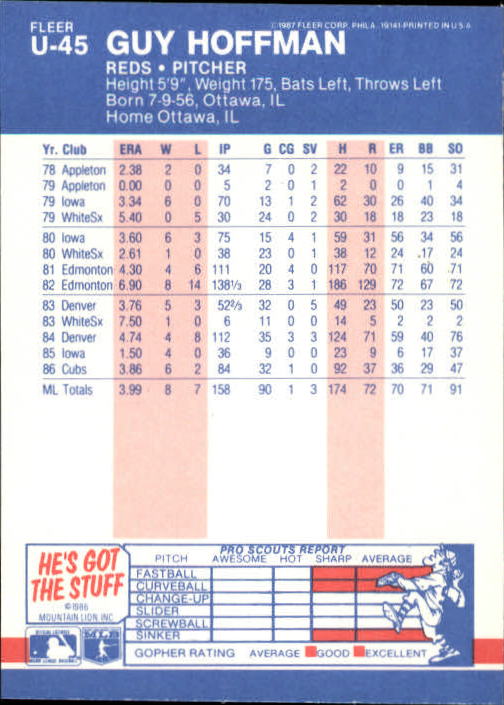 FLEER
U-45 GUY HOFFMAN
©1987 FLEER CORP. PHILA. 19141-PRINTED IN U.S.A.
REDS • PITCHER
Height 5'9", Weight 175, Bats Left, Throws Left
Born 7-9-56, Ottawa, IL
Home Ottawa, IL
Yr. Club ERA W L IP G CG SV H R ER BB SO
78 Appleton 2.38 2 0 34 7 0 2 22 10 9 15 31
79 Appleton 0.00 0 0 5 2 0 1 2 0 0 1 4
79 Iowa 3.34 6 0 70 13 1 2 62 30 26 40 34
79 WhiteSx 5.40 0 5 30 24 0 2 30 18 18 23 18
80 Iowa 3.60 6 3 75 15 4 1 59 31 56 34 56
80 WhiteSx 2.61 1 0 38 23 0 1 38 12 24 .17 24
81 Edmonton 4.30 4 6 111 20 4 0 117 70 71 60 71
82 Edmonton 6.90 8 14 138⅓ 28 3 1 186 129 72 67 72
83 Denver 3.76 5 3 52⅔ 32 0 5 49 23 50 23 50
83 WhiteSx 7.50 1 0 6 11 0 0 14 5 2 2 2
84 Denver 4.74 4 8 112 35 3 3 124 71 59 40 76
85 Iowa 1.50 4 0 36 9 0 0 23 9 6 17 37
86 Cubs 3.86 6 2 84 32 1 0 92 37 36 29 47
ML Totals 3.99 8 7 158 90 1 3 174 72 70 71 91
HE'S GOT THE STUFF
©1986
MOUNTAIN LION INC
PRO SCOUTS REPORT
PITCH AWESOME HOT SHARP AVERAGE
FASTBALL
CURVEBALL
CHANGE-UP
SLIDER
SCREWBALL
SINKER
GOPHER RATING AVERAGE GOOD EXCELLENT